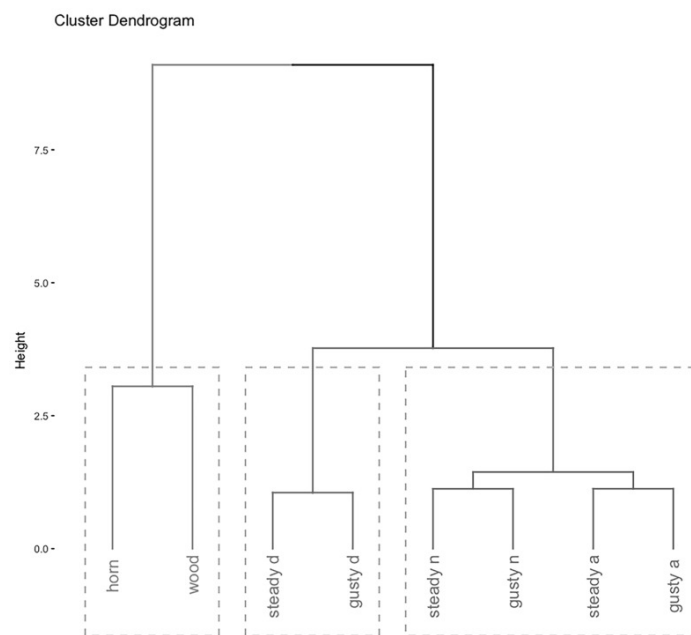 Cluster Dendrogram
7.5
5.0
Height
2.5
0.0
horn
wood
steady d
gusty d
steady n
gusty n
steady a
gusty a